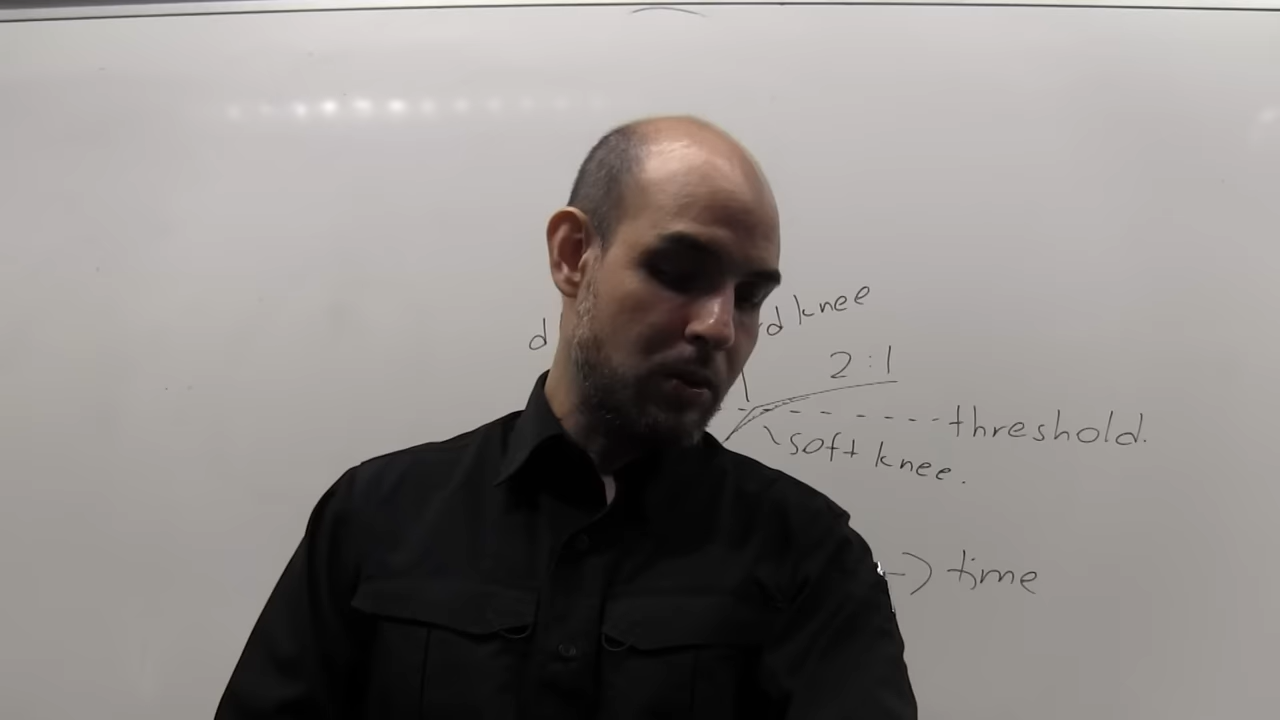 d knee
d
2:1
threshold.
soft knee.
time